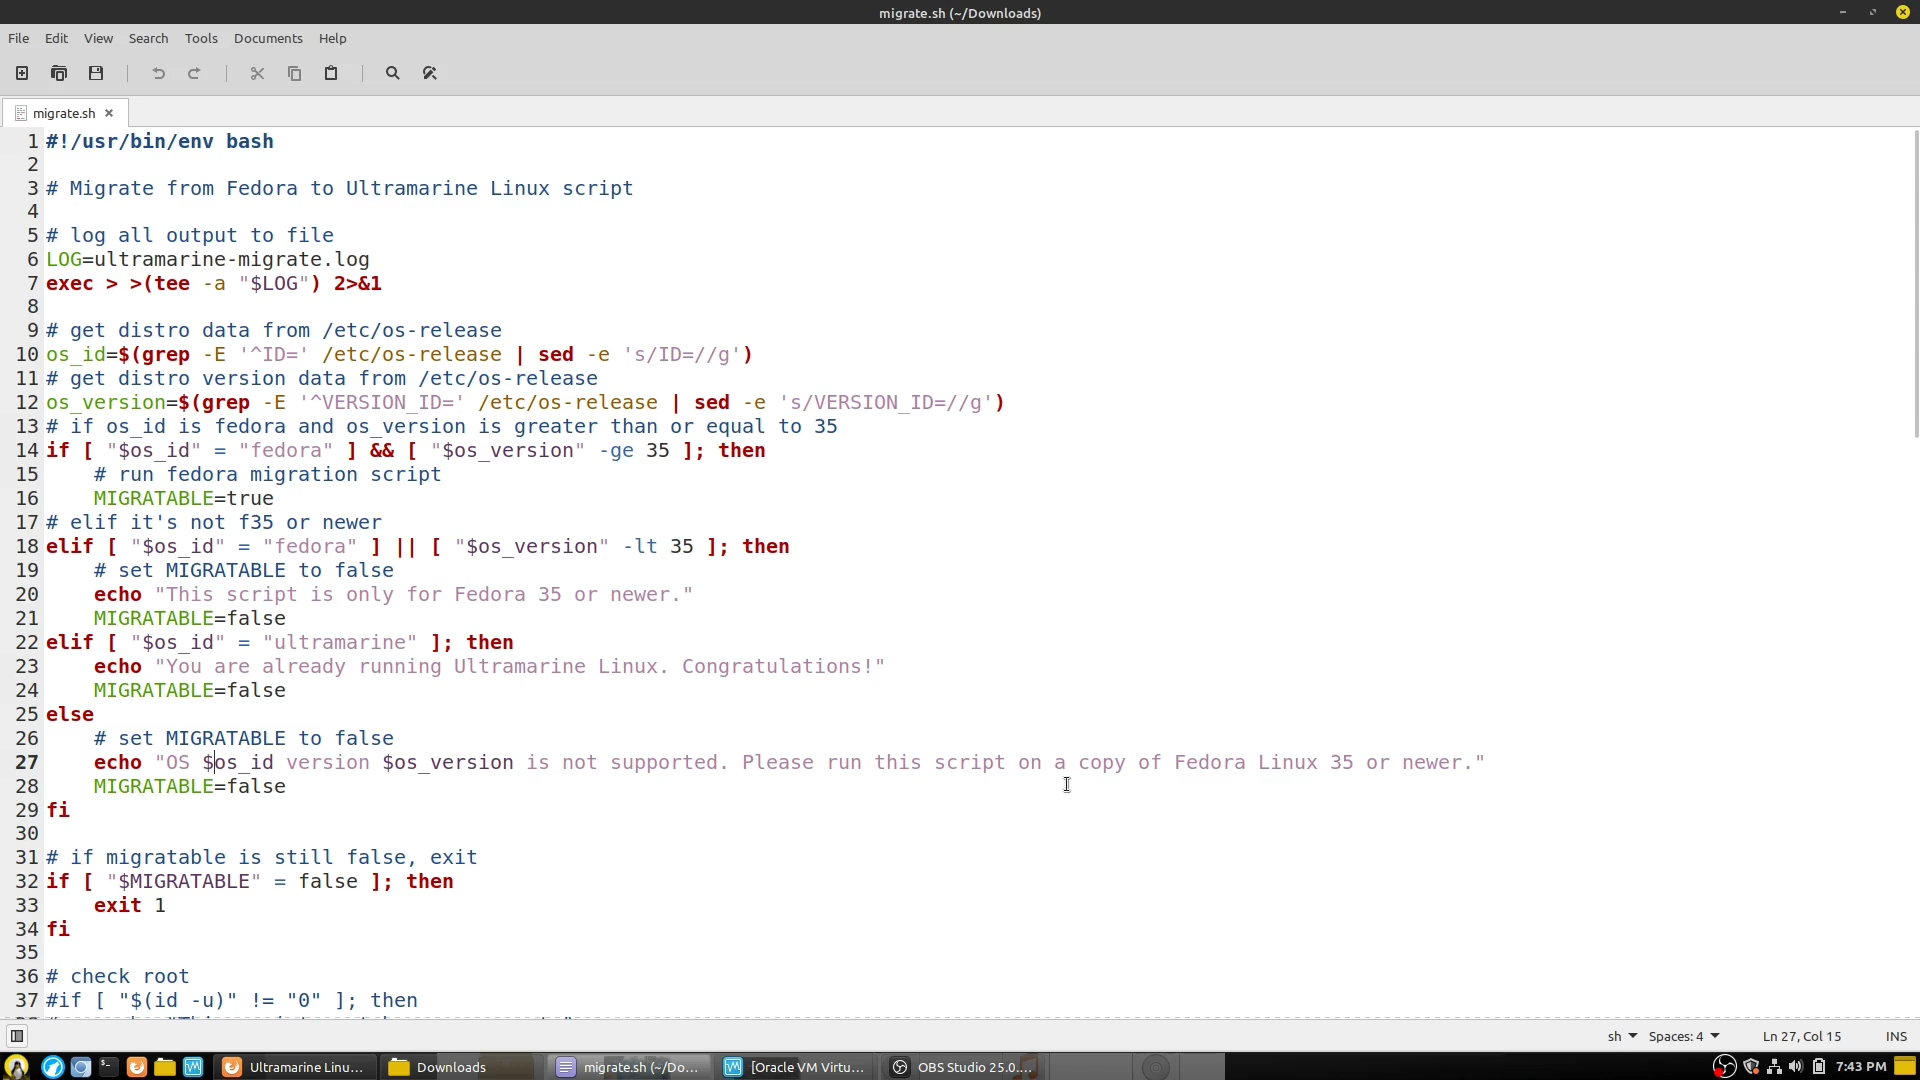 migrate.sh (~/Downloads)
File Edit View Search Tools Documents Help
migrate.sh
1 #!/usr/bin/env bash
2
3 # Migrate from Fedora to Ultramarine Linux script
4
5 # log all output to file
6 LOG=ultramarine-migrate.log
7 exec > >(tee -a "$LOG") 2>&1
8
9 # get distro data from /etc/os-release
10 os_id=$(grep -E '^ID=' /etc/os-release | sed -e 's/ID=//g')
11 # get distro version data from /etc/os-release
12 os_version=$(grep -E '^VERSION_ID=' /etc/os-release | sed -e 's/VERSION_ID=//g')
13 # if os_id is fedora and os_version is greater than or equal to 35
14 if [ "$os_id" = "fedora" ] && [ "$os_version" -ge 35 ]; then
15     # run fedora migration script
16     MIGRATABLE=true
17 # elif it's not f35 or newer
18 elif [ "$os_id" = "fedora" ] || [ "$os_version" -lt 35 ]; then
19     # set MIGRATABLE to false
20     echo "This script is only for Fedora 35 or newer."
21     MIGRATABLE=false
22 elif [ "$os_id" = "ultramarine" ]; then
23     echo "You are already running Ultramarine Linux. Congratulations!"
24     MIGRATABLE=false
25 else
26     # set MIGRATABLE to false
27     echo "OS $os_id version $os_version is not supported. Please run this script on a copy of Fedora Linux 35 or newer."
28     MIGRATABLE=false
29 fi
30
31 # if migratable is still false, exit
32 if [ "$MIGRATABLE" = false ]; then
33     exit 1
34 fi
35
36 # check root
37 #if [ "$(id -u)" != "0" ]; then
sh Spaces: 4 Ln 27, Col 15 INS
Ultramarine Linu... Downloads migrate.sh (~/Do... [Oracle VM Virtu... OBS Studio 25.0.... 7:43 PM